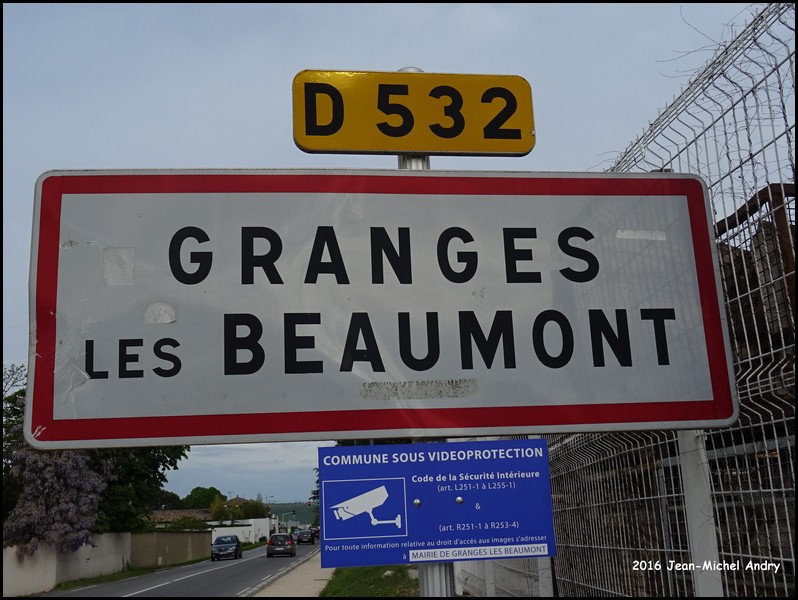 D 532
GRANGES
LES BEAUMONT
COMMUNE SOUS VIDEOPROTECTION
Code de la Sécurité Intérieure
(art. L251-1 à L255-1)
&
(art. R251-1 à R253-4)
Pour toute information relative au droit d'accès aux images s'adresser
à MAIRIE DE GRANGES LES BEAUMONT
2016 Jean-Michel Andry